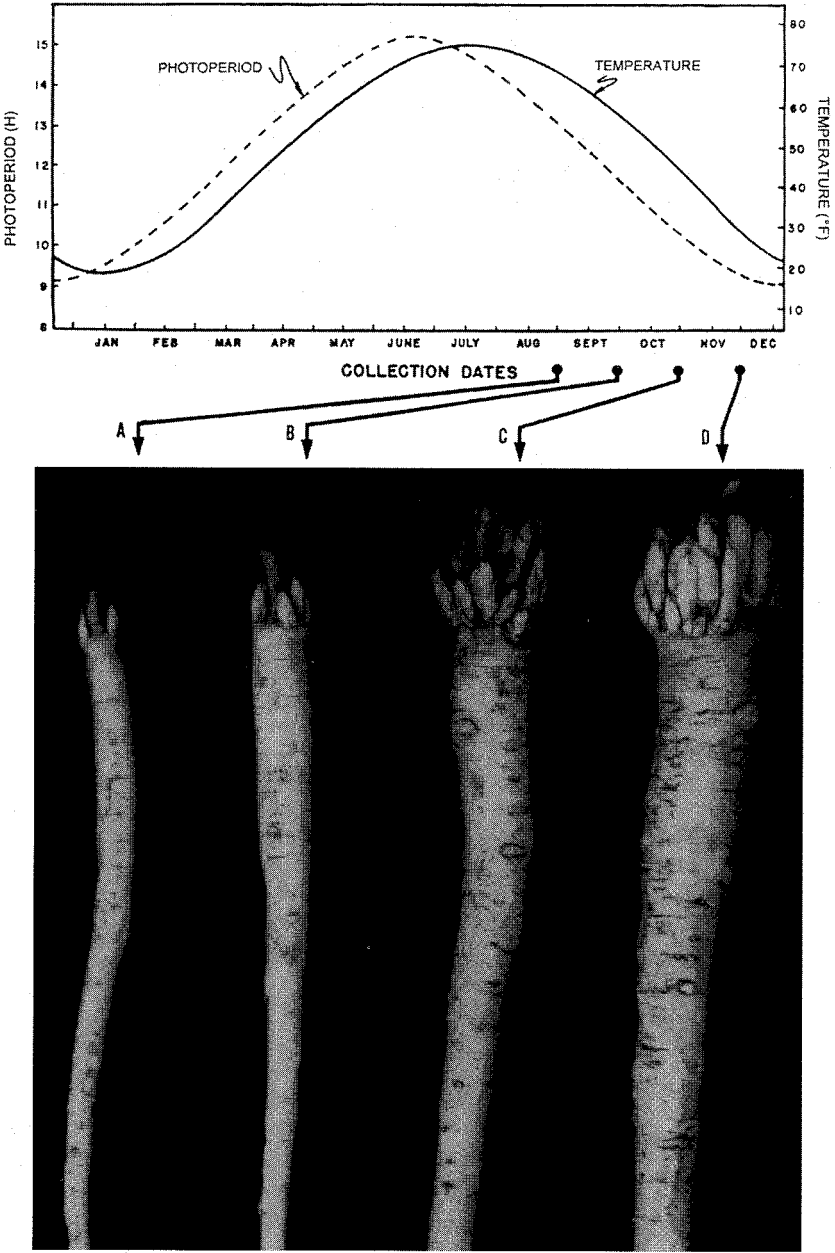 PHOTOPERIOD (H)
15
14
13
12
11
10
9
8
PHOTOPERIOD
TEMPERATURE
80
70
60
50
40
30
20
10
TEMPERATURE (°F)
JAN FEB MAR APR MAY JUNE JULY AUG SEPT OCT NOV DEC
COLLECTION DATES
A B C D